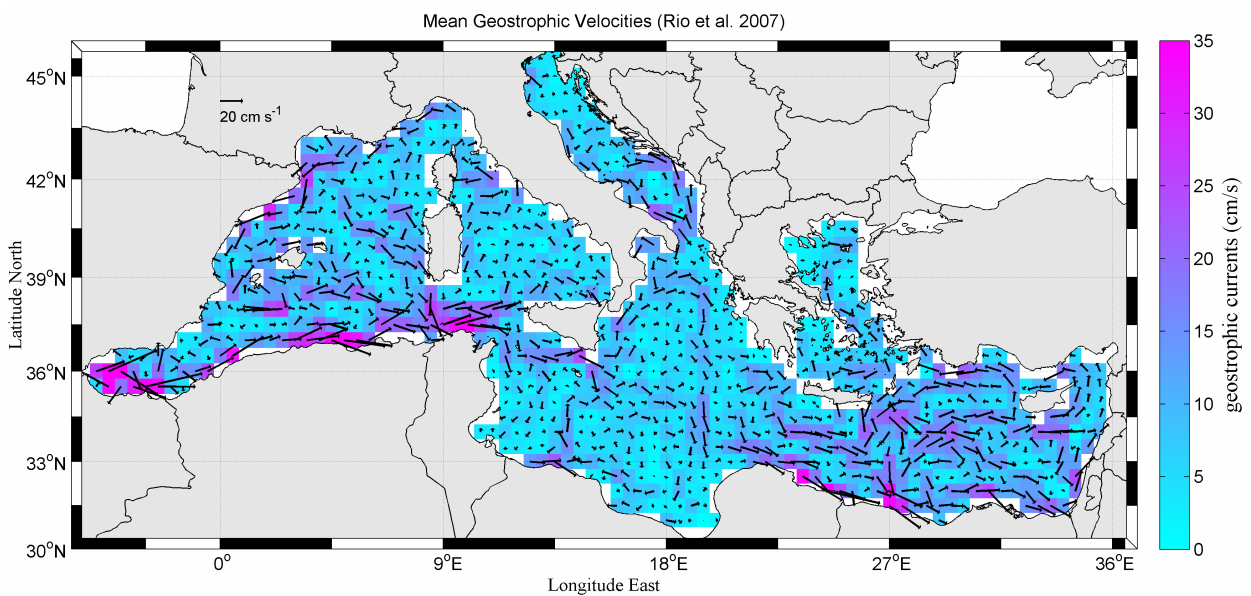 Mean Geostrophic Velocities (Rio et al. 2007)
45°N
42°N
39°N
36°N
33°N
30°N
Latitude North
20 cm s⁻¹
0°
9°E
18°E
27°E
36°E
Longitude East
35
30
25
20
15
10
5
0
geostrophic currents (cm/s)